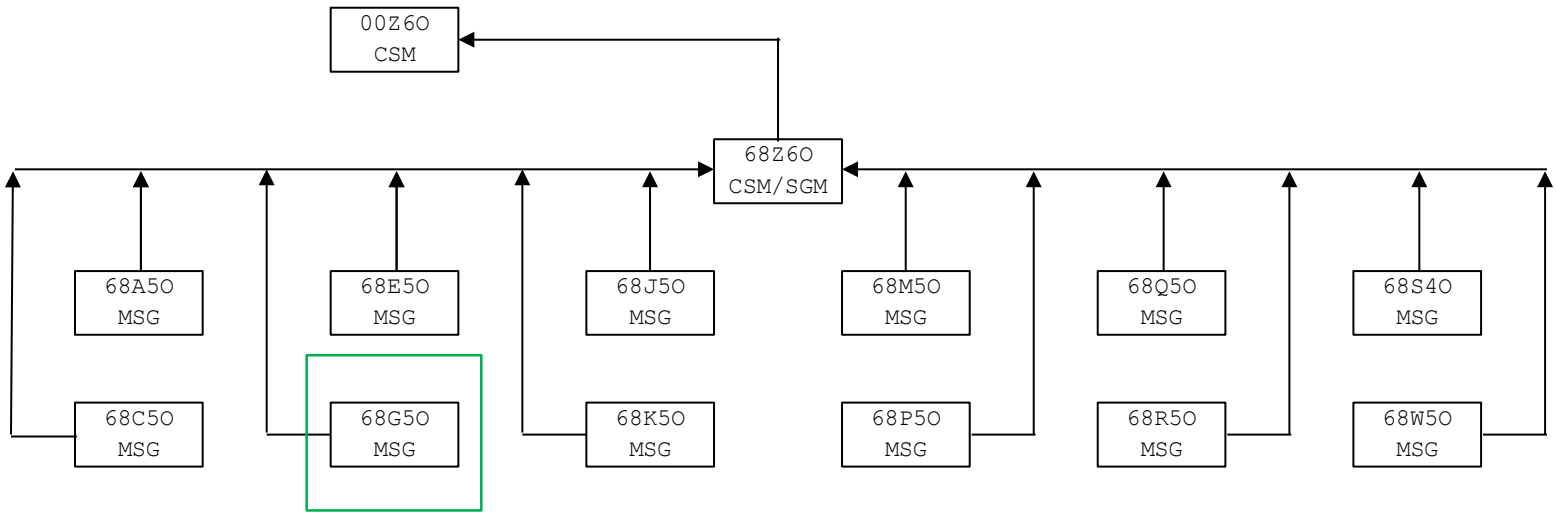 00Z6O
CSM
68Z6O
CSM/SGM
68A5O
MSG
68E5O
MSG
68J5O
MSG
68M5O
MSG
68Q5O
MSG
68S4O
MSG
68C5O
MSG
68G5O
MSG
68K5O
MSG
68P5O
MSG
68R5O
MSG
68W5O
MSG